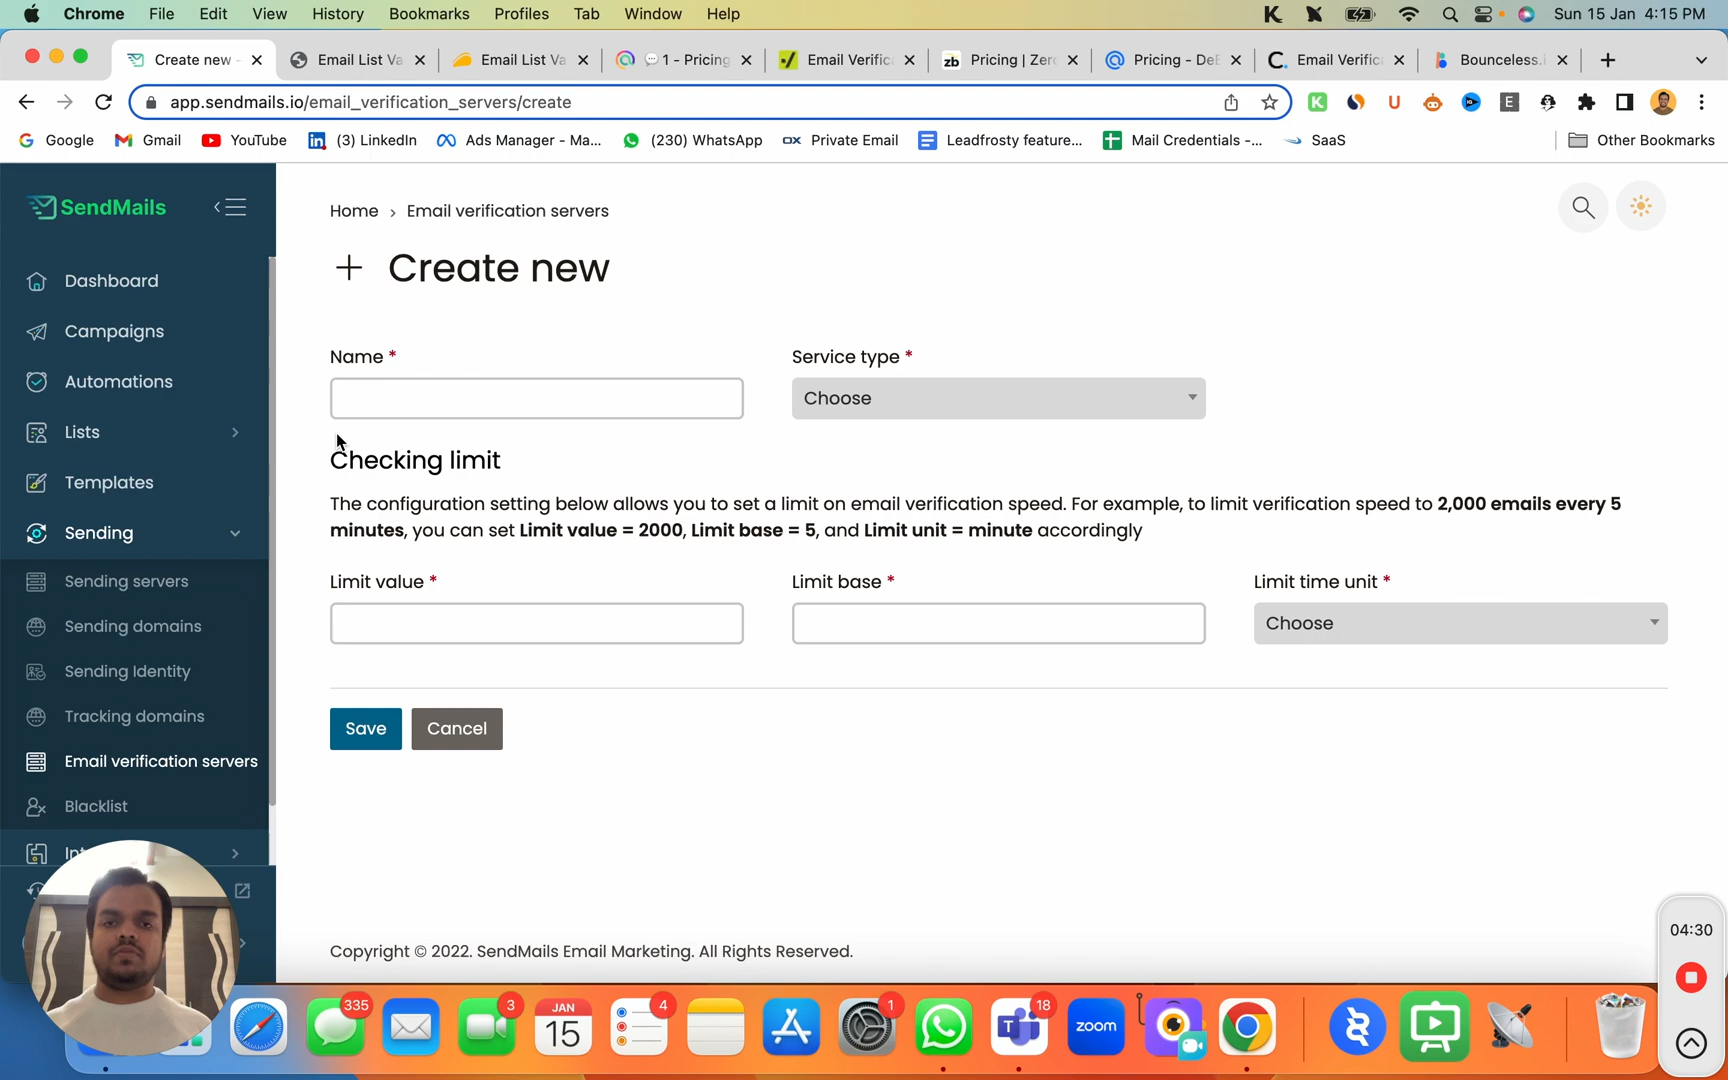 Chrome File Edit View History Bookmarks Profiles Tab Window Help Sun 15 Jan 4:15 PM
Create new - Email List Va Email List Va 1 - Pricing Email Verific zb Pricing | Zer Pricing - De Email Verific Bounceless.
app.sendmails.io/email_verification_servers/create
Google Gmail YouTube (3) LinkedIn Ads Manager - Ma... (230) WhatsApp OX Private Email Leadfrosty feature... Mail Credentials -... SaaS Other Bookmarks
SendMails
Home > Email verification servers
+ Create new
Dashboard
Campaigns
Automations
Lists
Templates
Sending
Sending servers
Sending domains
Sending Identity
Tracking domains
Email verification servers
Blacklist
Name *
Service type *
Choose
Checking limit
The configuration setting below allows you to set a limit on email verification speed. For example, to limit verification speed to 2,000 emails every 5
minutes, you can set Limit value = 2000, Limit base = 5, and Limit unit = minute accordingly
Limit value * Limit base * Limit time unit *
Choose
Save Cancel
Copyright © 2022. SendMails Email Marketing. All Rights Reserved.
04:30
335 3 JAN 15 4 1 18 zoom